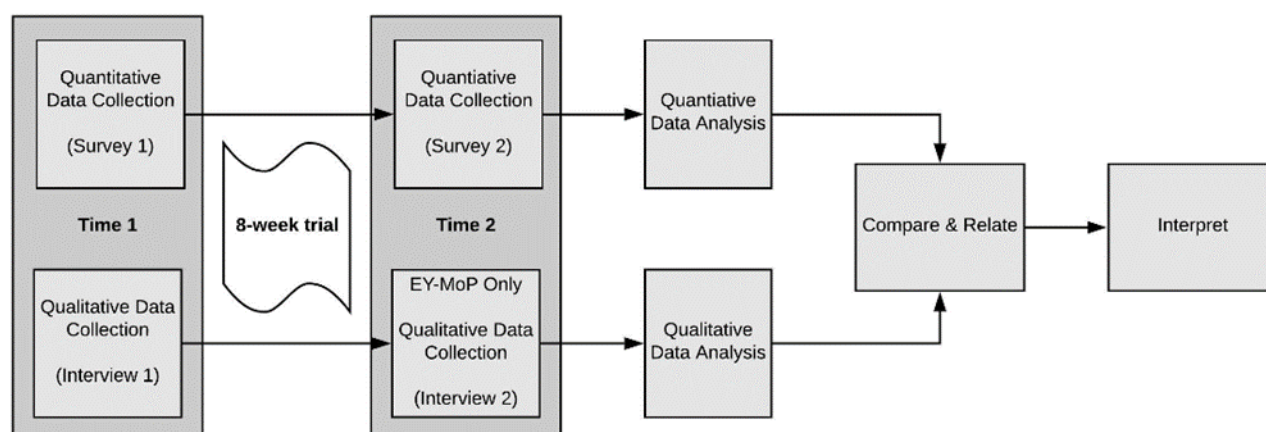 Quantitative
Data Collection
(Survey 1)
Time 1
Qualitative Data
Collection
(Interview 1)
8-week trial
Quantiative
Data Collection
(Survey 2)
Time 2
EY-MoP Only
Qualitative Data
Collection
(Interview 2)
Quantiative
Data Analysis
Qualitative
Data Analysis
Compare & Relate
Interpret